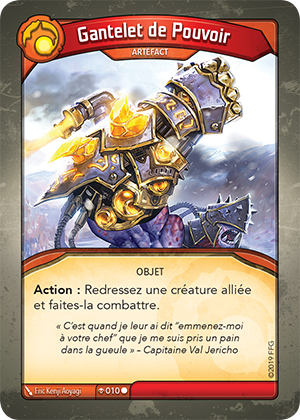 Gantelet de Pouvoir
ARTEFACT
OBJET
Action : Redressez une créature alliée
et faites-la combattre.
« C'est quand je leur ai dit "emmenez-moi
à votre chef" que je me suis pris un pain
dans la gueule » - Capitaine Val Jericho
©2019 FFG
Eric Kenji Aoyagi
010